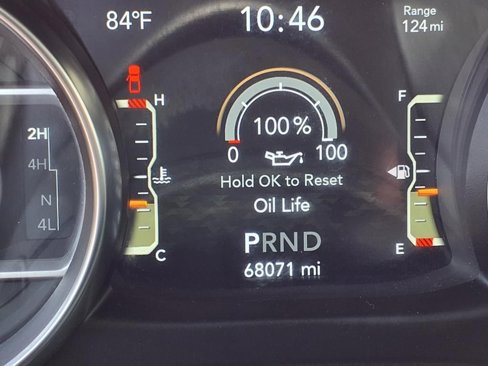 84°F 10:46 Range
124 mi
H F
2H
4H
N
4L
100 %
0 100
Hold OK to Reset
Oil Life
PRND
C E
68071 mi